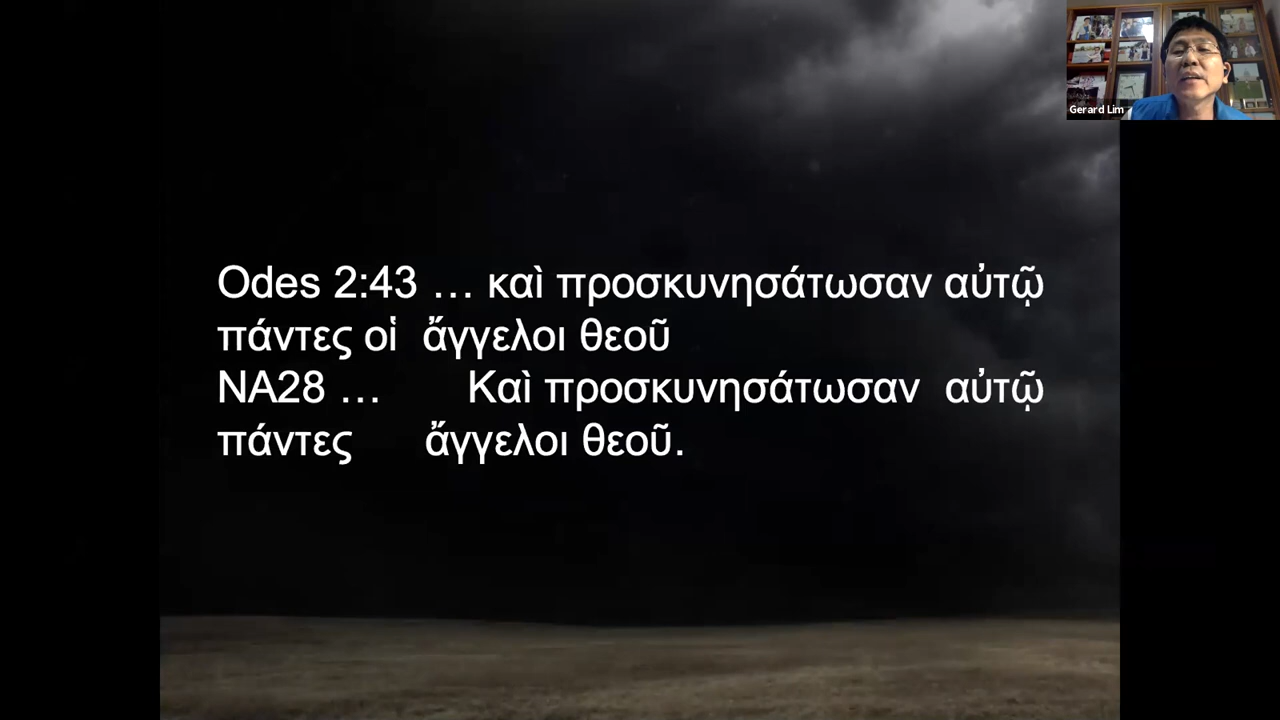 Gerard Lim
Odes 2:43 … καὶ προσκυνησάτωσαν αὐτῷ
πάντες οἱ ἄγγελοι θεοῦ
NA28 … Καὶ προσκυνησάτωσαν αὐτῷ
πάντες ἄγγελοι θεοῦ.